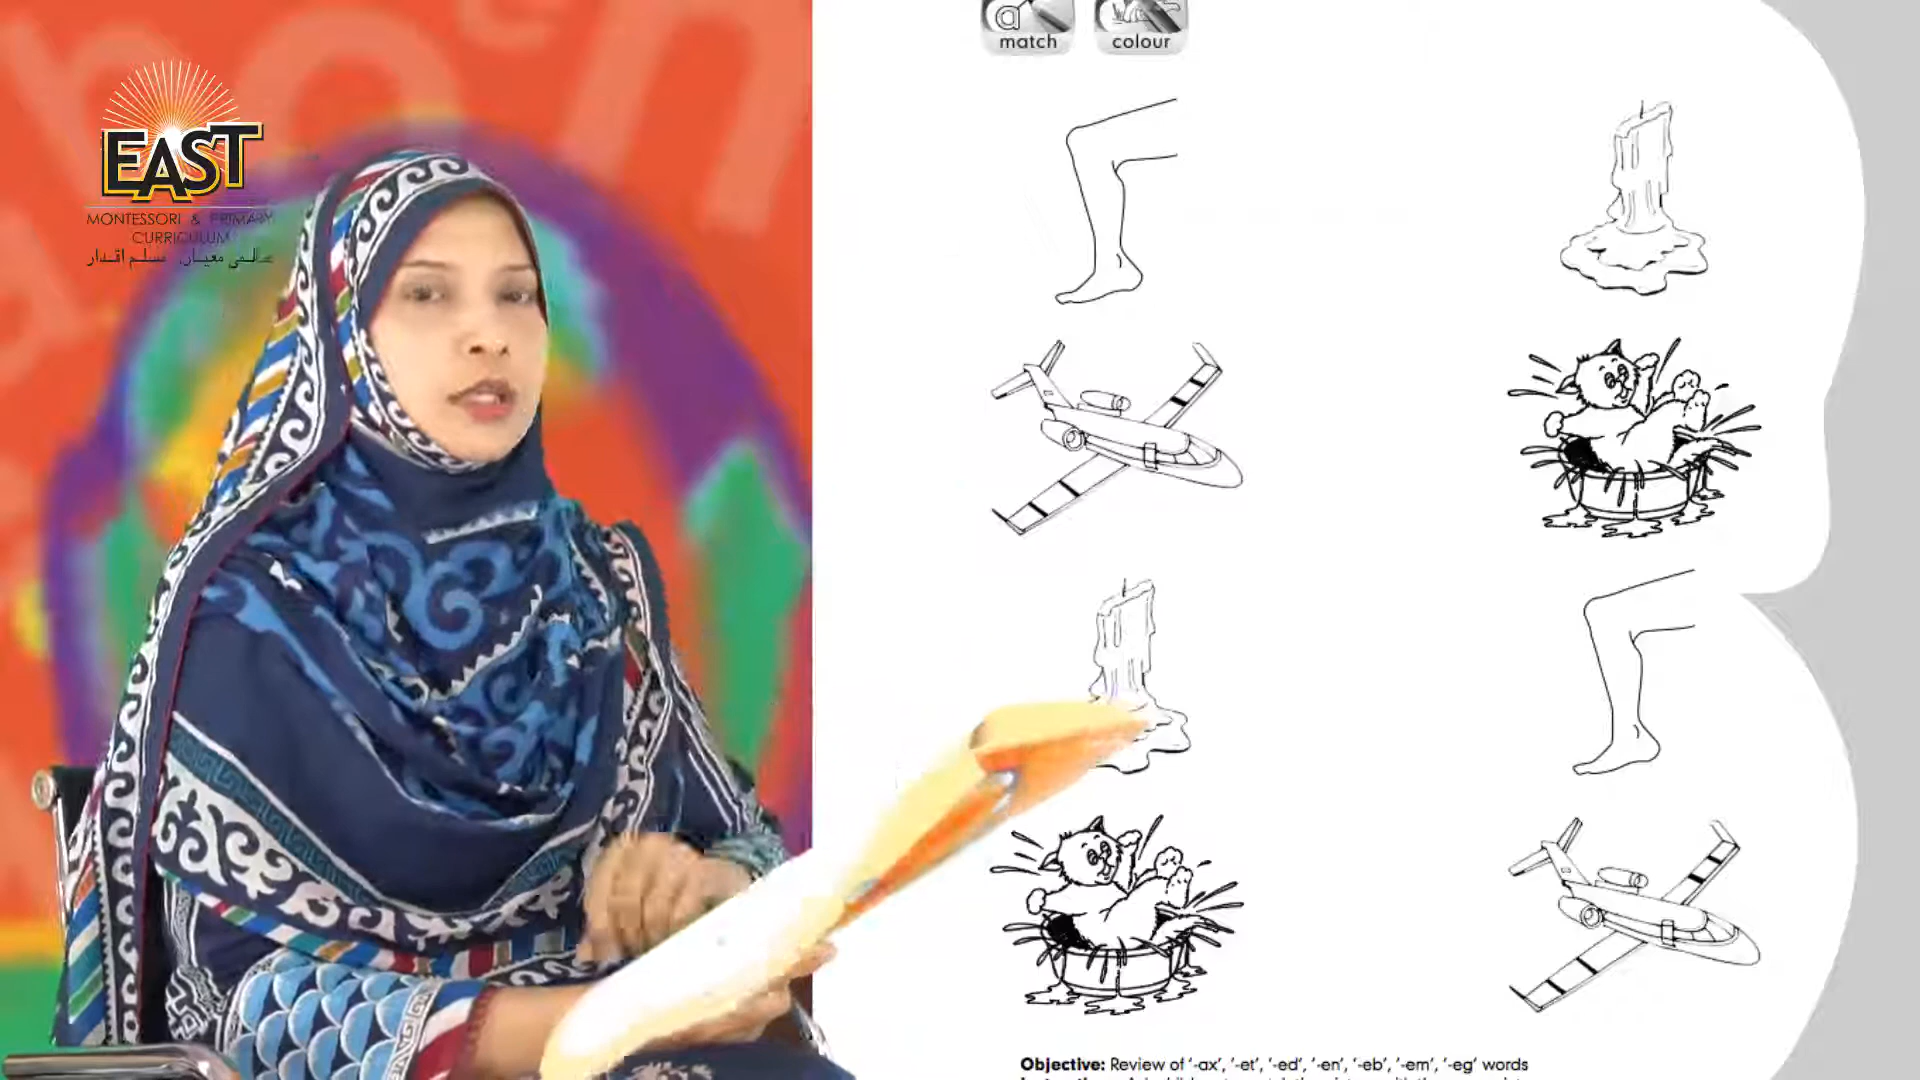 EAST
MONTESSORI & PRIMARY
CURRICULUM
عالمی معیار، مسلم اقدار
match
colour
Objective: Review of '-ax', '-et', '-ed', '-en', '-eb', '-em', '-eg' words